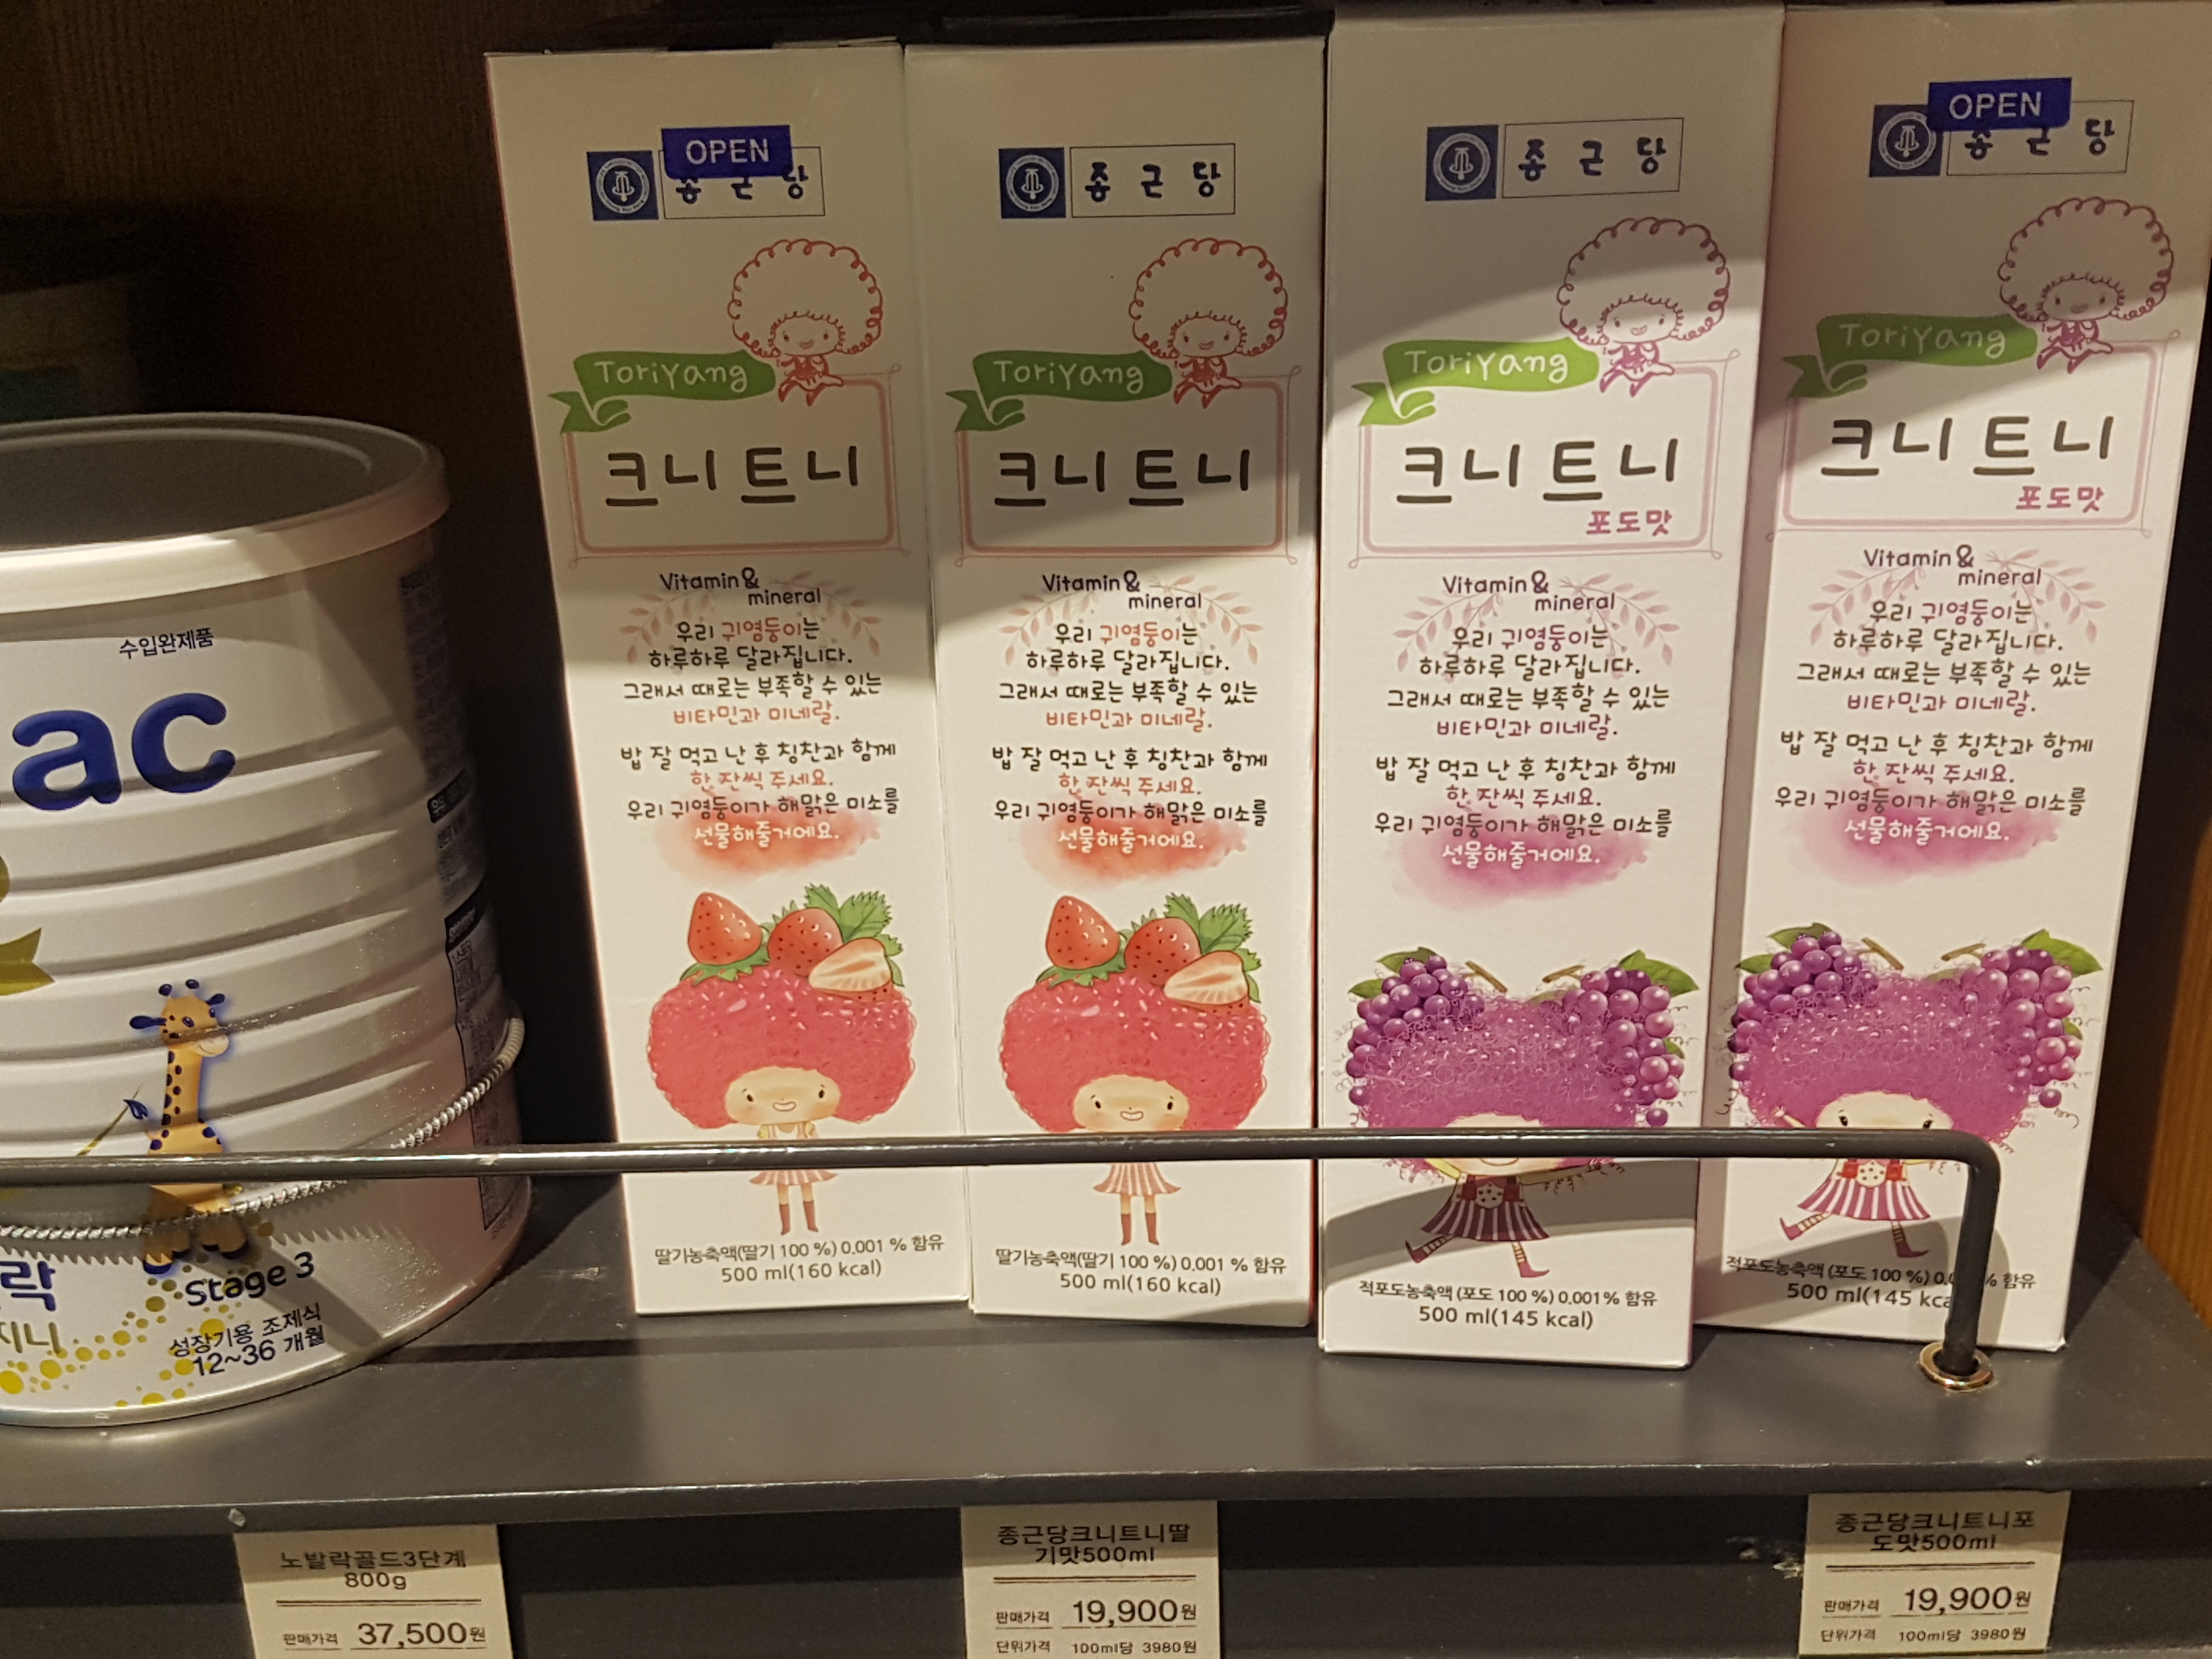 수입완제품
ac
락
지니
Stage 3
성장기용 조제식
12~36 개월
OPEN
종근당
ToriYang
크니트니
Vitamin &
mineral
우리 귀염둥이는
하루하루 달라집니다.
그래서 때로는 부족할 수 있는
비타민과 미네랄.
밥 잘 먹고 난 후 칭찬과 함께
한 잔씩 주세요.
우리 귀염둥이가 해맑은 미소를
선물해줄거에요.
딸기농축액(딸기 100 %) 0.001 % 함유
500 ml(160 kcal)
종근당
ToriYang
크니트니
Vitamin &
mineral
우리 귀염둥이는
하루하루 달라집니다.
그래서 때로는 부족할 수 있는
비타민과 미네랄.
밥 잘 먹고 난 후 칭찬과 함께
한 잔씩 주세요.
우리 귀염둥이가 해맑은 미소를
선물해줄거에요.
딸기농축액(딸기 100 %) 0.001 % 함유
500 ml(160 kcal)
종근당
ToriYang
크니트니
포도맛
Vitamin &
mineral
우리 귀염둥이는
하루하루 달라집니다.
그래서 때로는 부족할 수 있는
비타민과 미네랄.
밥 잘 먹고 난 후 칭찬과 함께
한 잔씩 주세요.
우리 귀염둥이가 해맑은 미소를
선물해줄거에요.
적포도농축액 (포도 100 %) 0.001% 함유
500 ml(145 kcal)
OPEN
종근당
ToriYang
크니트니
포도맛
Vitamin &
mineral
우리 귀염둥이는
하루하루 달라집니다.
그래서 때로는 부족할 수 있는
비타민과 미네랄.
밥 잘 먹고 난 후 칭찬과 함께
한 잔씩 주세요.
우리 귀염둥이가 해맑은 미소를
선물해줄거에요.
적포도농축액 (포도 100 %) 0.0 % 함유
500 ml(145 kca
노발락골드3단계
800g
판매가격 37,500원
종근당크니트니딸
기맛500ml
판매가격 19,900원
단위가격 100ml당 3980원
종근당크니트니포
도맛500ml
판매가격 19,900원
단위가격 100ml당 3980원